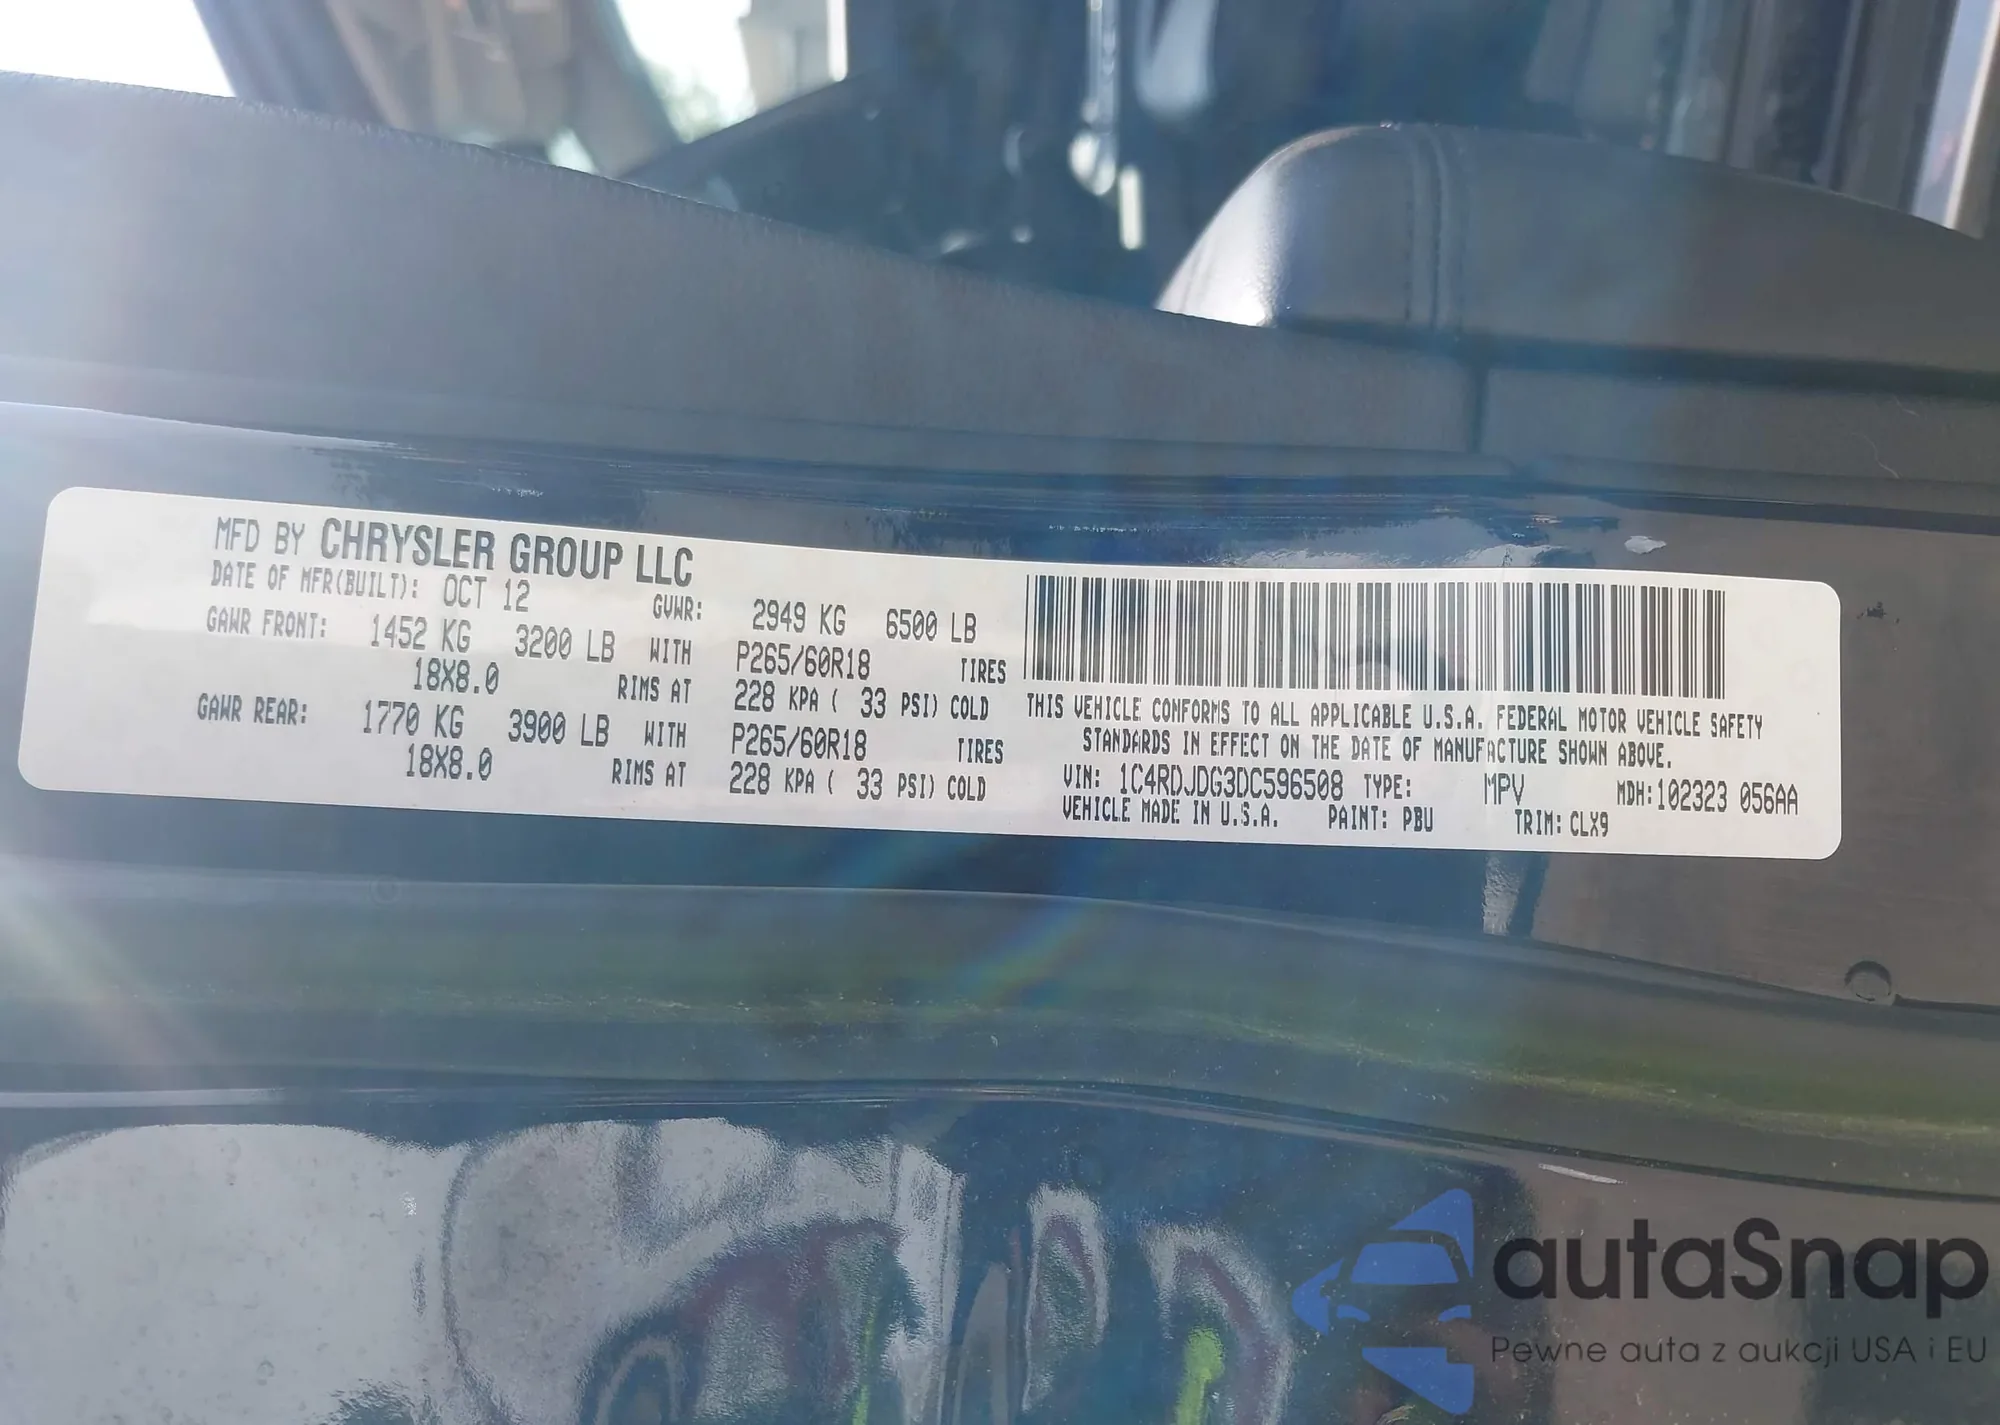 MFD BY CHRYSLER GROUP LLC
DATE OF MFR(BUILT): OCT 12 GVWR: 2949 KG 6500 LB
GAWR FRONT: 1452 KG 3200 LB WITH P265/60R18 TIRES
18X8.0 RIMS AT 228 KPA ( 33 PSI) COLD
GAWR REAR: 1770 KG 3900 LB WITH P265/60R18 TIRES
18X8.0 RIMS AT 228 KPA ( 33 PSI) COLD
THIS VEHICLE CONFORMS TO ALL APPLICABLE U.S.A. FEDERAL MOTOR VEHICLE SAFETY
STANDARDS IN EFFECT ON THE DATE OF MANUFACTURE SHOWN ABOVE.
VIN: 1C4RDJDG3DC596508 TYPE: MPV MDH:102323 056AA
VEHICLE MADE IN U.S.A. PAINT: PBU TRIM: CLX9
autaSnap
Pewne auta z aukcji USA i EU